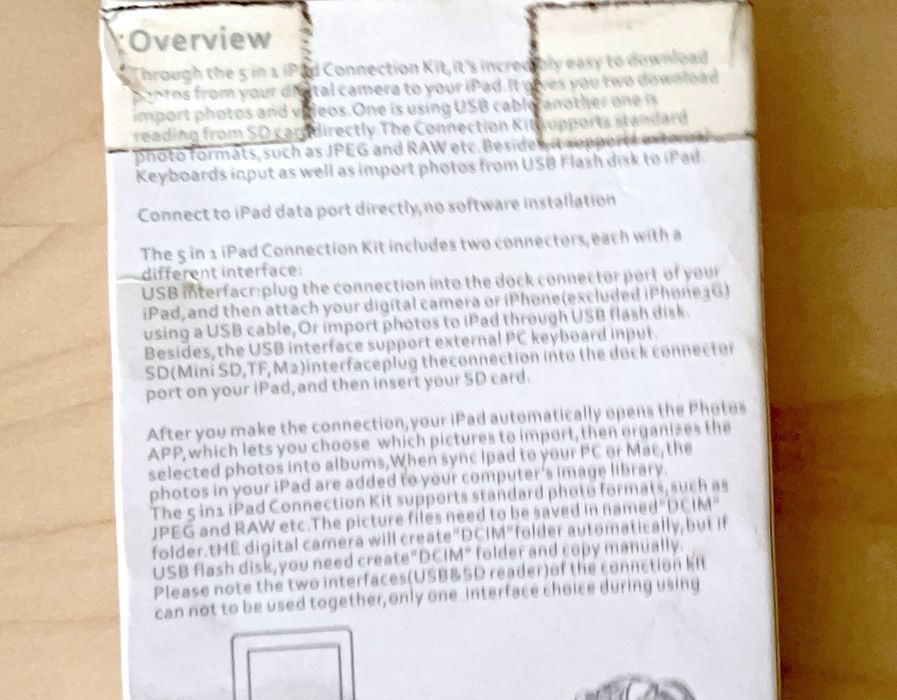 Overview
Through the 5 in 1 iPad Connection Kit,it's incredibly easy to download
photos from your digital camera to your iPad.It gives you two download
import photos and videos.One is using USB cable,another one is
reading from SD card directly.The Connection Kit supports standard
photo formats,such as JPEG and RAW etc.Besides,it supports external
Keyboards input as well as import photos from USB Flash disk to iPad.
Connect to iPad data port directly,no software installation
The 5 in 1 iPad Connection Kit includes two connectors,each with a
different interface:
USB interfacr:plug the connection into the dock connector port of your
iPad,and then attach your digital camera or iPhone(excluded iPhone3G)
using a USB cable,Or import photos to iPad through USB flash disk.
Besides,the USB interface support external PC keyboard input.
SD(Mini SD,TF,M2)interfaceplug theconnection into the dock connector
port on your iPad,and then insert your SD card.
After you make the connection,your iPad automatically opens the Photos
APP,which lets you choose which pictures to import,then organizes the
selected photos into albums,When sync Ipad to your PC or Mac,the
photos in your iPad are added to your computer's image library.
The 5 in1 iPad Connection Kit supports standard photo formats,such as
JPEG and RAW etc.The picture files need to be saved in named"DCIM"
folder.tHE digital camera will create"DCIM"folder automatically,but if
USB flash disk,you need create"DCIM" folder and copy manually.
Please note the two interfaces(USB&SD reader)of the connction kit
can not to be used together,only one interface choice during using